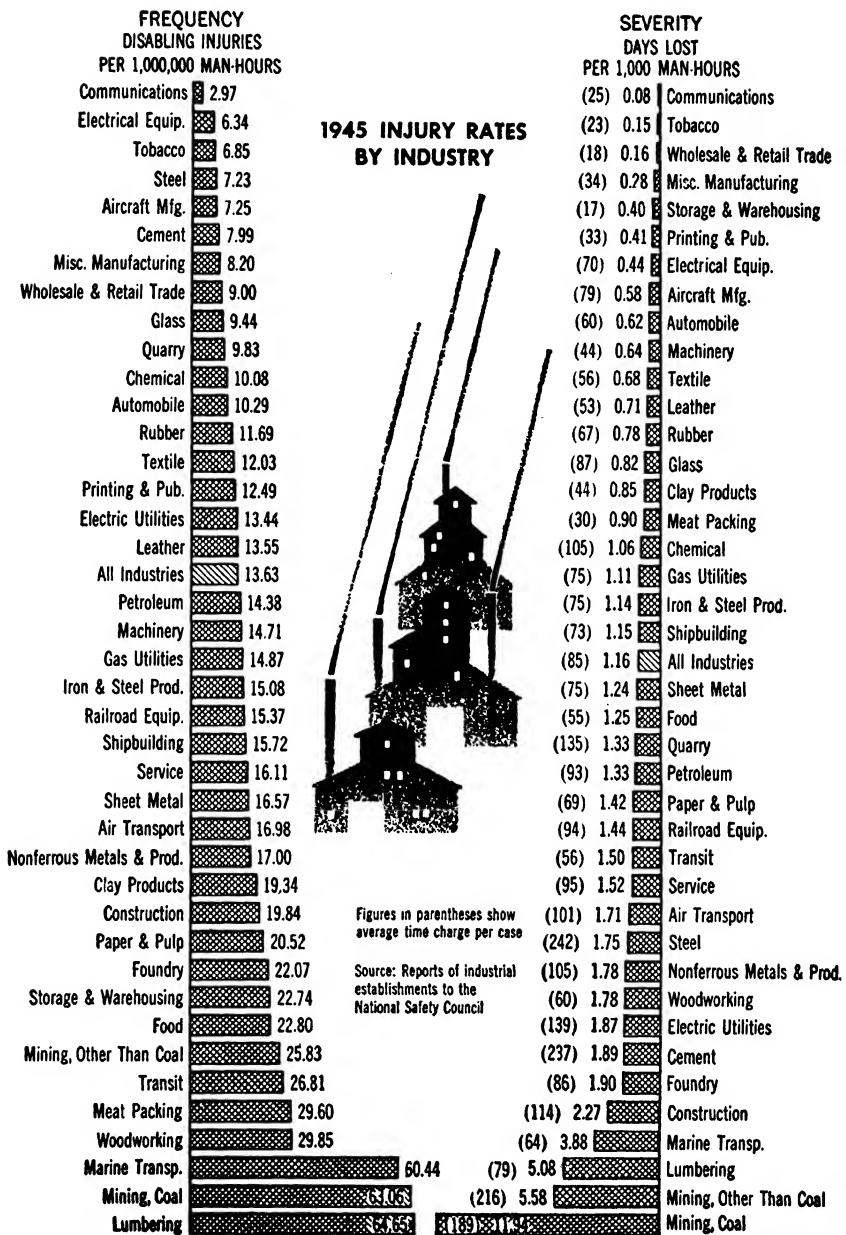 FREQUENCY
DISABLING INJURIES
PER 1,000,000 MAN-HOURS
Communications 2.97
Electrical Equip. 6.34
Tobacco 6.85
Steel 7.23
Aircraft Mfg. 7.25
Cement 7.99
Misc. Manufacturing 8.20
Wholesale & Retail Trade 9.00
Glass 9.44
Quarry 9.83
Chemical 10.08
Automobile 10.29
Rubber 11.69
Textile 12.03
Printing & Pub. 12.49
Electric Utilities 13.44
Leather 13.55
All Industries 13.63
Petroleum 14.38
Machinery 14.71
Gas Utilities 14.87
Iron & Steel Prod. 15.08
Railroad Equip. 15.37
Shipbuilding 15.72
Service 16.11
Sheet Metal 16.57
Air Transport 16.98
Nonferrous Metals & Prod. 17.00
Clay Products 19.34
Construction 19.84
Paper & Pulp 20.52
Foundry 22.07
Storage & Warehousing 22.74
Food 22.80
Mining, Other Than Coal 25.83
Transit 26.81
Meat Packing 29.60
Woodworking 29.85
Marine Transp. 60.44
Mining, Coal 63.06
Lumbering 64.65
1945 INJURY RATES
BY INDUSTRY
Figures in parentheses show
average time charge per case
Source: Reports of industrial
establishments to the
National Safety Council
SEVERITY
DAYS LOST
PER 1,000 MAN-HOURS
(25) 0.08 Communications
(23) 0.15 Tobacco
(18) 0.16 Wholesale & Retail Trade
(34) 0.28 Misc. Manufacturing
(17) 0.40 Storage & Warehousing
(33) 0.41 Printing & Pub.
(70) 0.44 Electrical Equip.
(79) 0.58 Aircraft Mfg.
(60) 0.62 Automobile
(44) 0.64 Machinery
(56) 0.68 Textile
(53) 0.71 Leather
(67) 0.78 Rubber
(87) 0.82 Glass
(44) 0.85 Clay Products
(30) 0.90 Meat Packing
(105) 1.06 Chemical
(75) 1.11 Gas Utilities
(75) 1.14 Iron & Steel Prod.
(73) 1.15 Shipbuilding
(85) 1.16 All Industries
(75) 1.24 Sheet Metal
(55) 1.25 Food
(135) 1.33 Quarry
(93) 1.33 Petroleum
(69) 1.42 Paper & Pulp
(94) 1.44 Railroad Equip.
(56) 1.50 Transit
(95) 1.52 Service
(101) 1.71 Air Transport
(242) 1.75 Steel
(105) 1.78 Nonferrous Metals & Prod.
(60) 1.78 Woodworking
(139) 1.87 Electric Utilities
(237) 1.89 Cement
(86) 1.90 Foundry
(114) 2.27 Construction
(64) 3.88 Marine Transp.
(79) 5.08 Lumbering
(216) 5.58 Mining, Other Than Coal
(189) 11.94 Mining, Coal